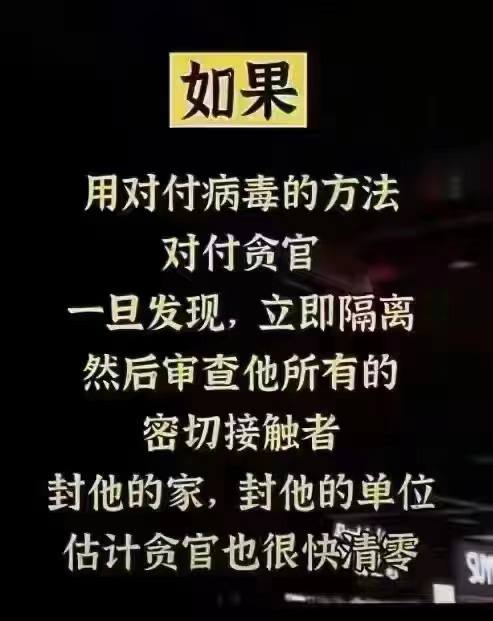 如果
用对付病毒的方法
对付贪官
一旦发现，立即隔离
然后审查他所有的
密切接触者
封他的家，封他的单位
估计贪官也很快清零